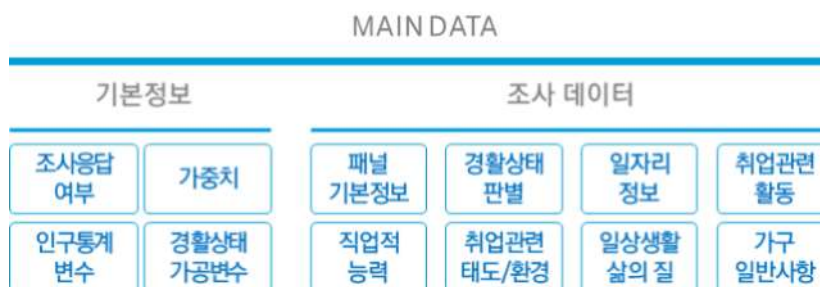 MAIN DATA
기본정보
조사 데이터
조사응답
여부
가중치
패널
기본정보
경활상태
판별
일자리
정보
취업관련
활동
인구통계
변수
경활상태
가공변수
직업적
능력
취업관련
태도/환경
일상생활
삶의 질
가구
일반사항